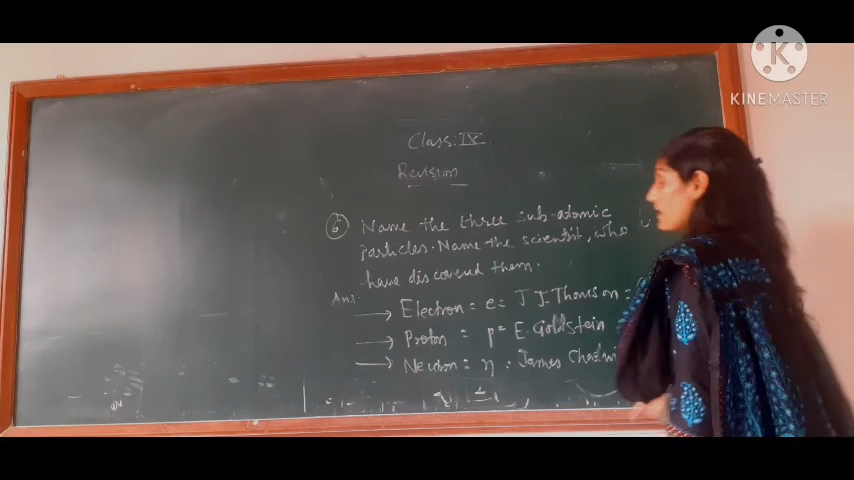 KINEMASTER
Class: IX
Revision
6 Name the three sub-atomic
particles. Name the scientist, who
have discovered them.
Ans.
→ Electron = e = J J. Thomson =
→ Proton = p = E. Goldstein
→ Neutron = η = James